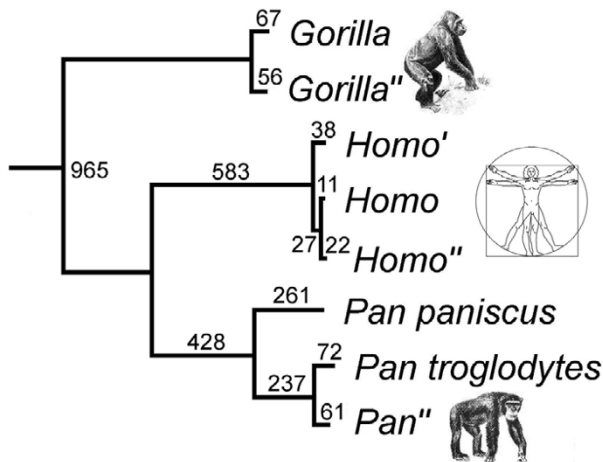 67
Gorilla
56
Gorilla"
965
38
Homo'
583
11
Homo
27
22
Homo"
261
Pan paniscus
428
72
Pan troglodytes
237
61
Pan"